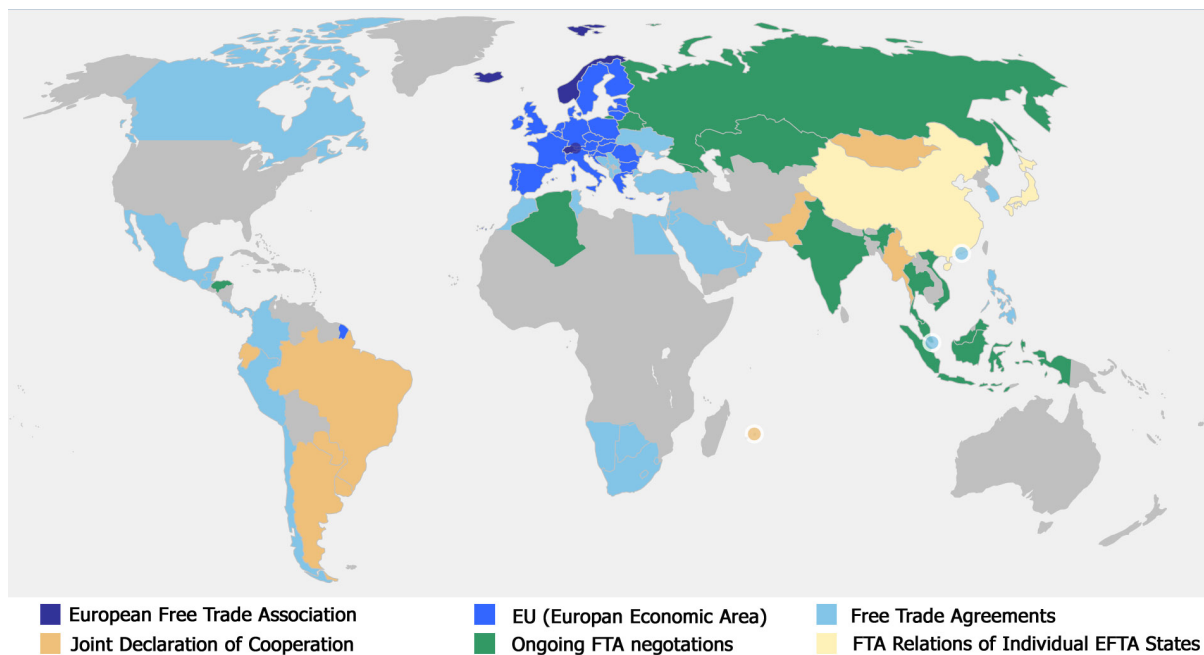 European Free Trade Association
EU (Europan Economic Area)
Free Trade Agreements
Joint Declaration of Cooperation
Ongoing FTA negotations
FTA Relations of Individual EFTA States